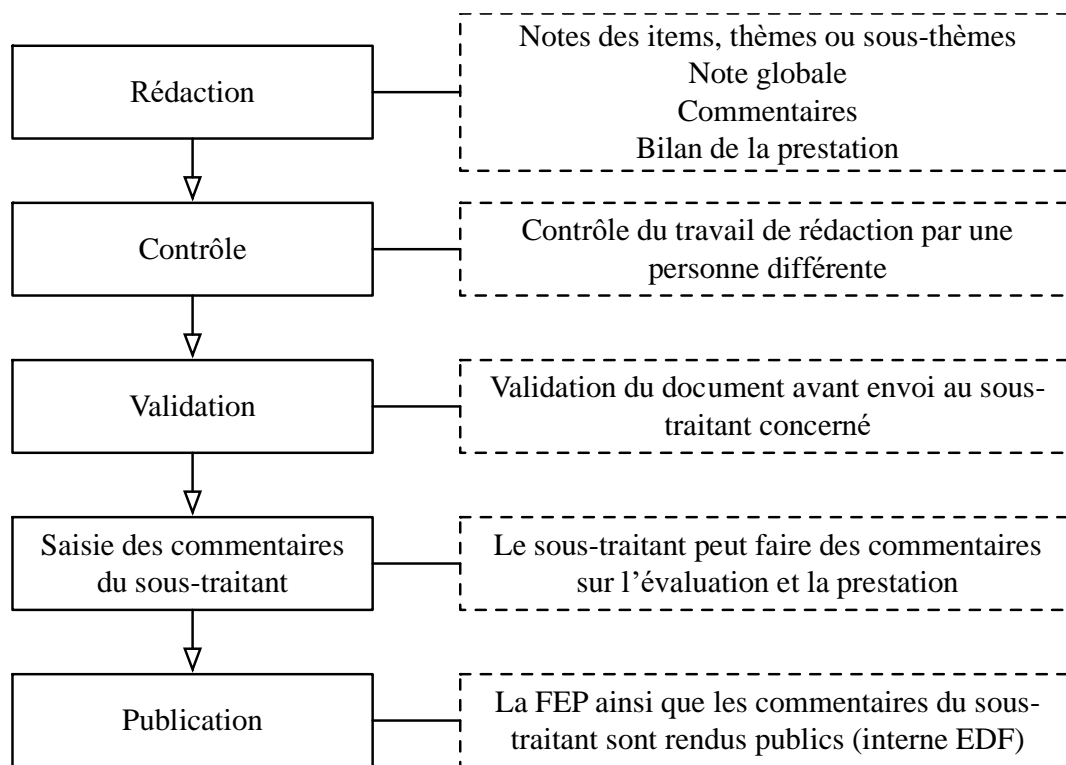 Rédaction
Notes des items, thèmes ou sous-thèmes
Note globale
Commentaires
Bilan de la prestation
Contrôle
Contrôle du travail de rédaction par une
personne différente
Validation
Validation du document avant envoi au sous-
traitant concerné
Saisie des commentaires
du sous-traitant
Le sous-traitant peut faire des commentaires
sur l’évaluation et la prestation
Publication
La FEP ainsi que les commentaires du sous-
traitant sont rendus publics (interne EDF)